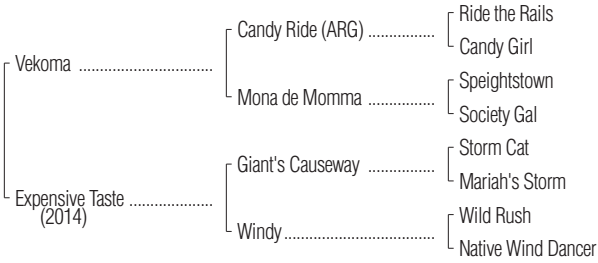 Ride the Rails
Candy Ride (ARG) ................
Candy Girl
Vekoma ................................
Speightstown
Mona de Momma ................
Society Gal
Storm Cat
Giant's Causeway ................
Mariah's Storm
Expensive Taste ....................
(2014)
Wild Rush
Windy ....................................
Native Wind Dancer